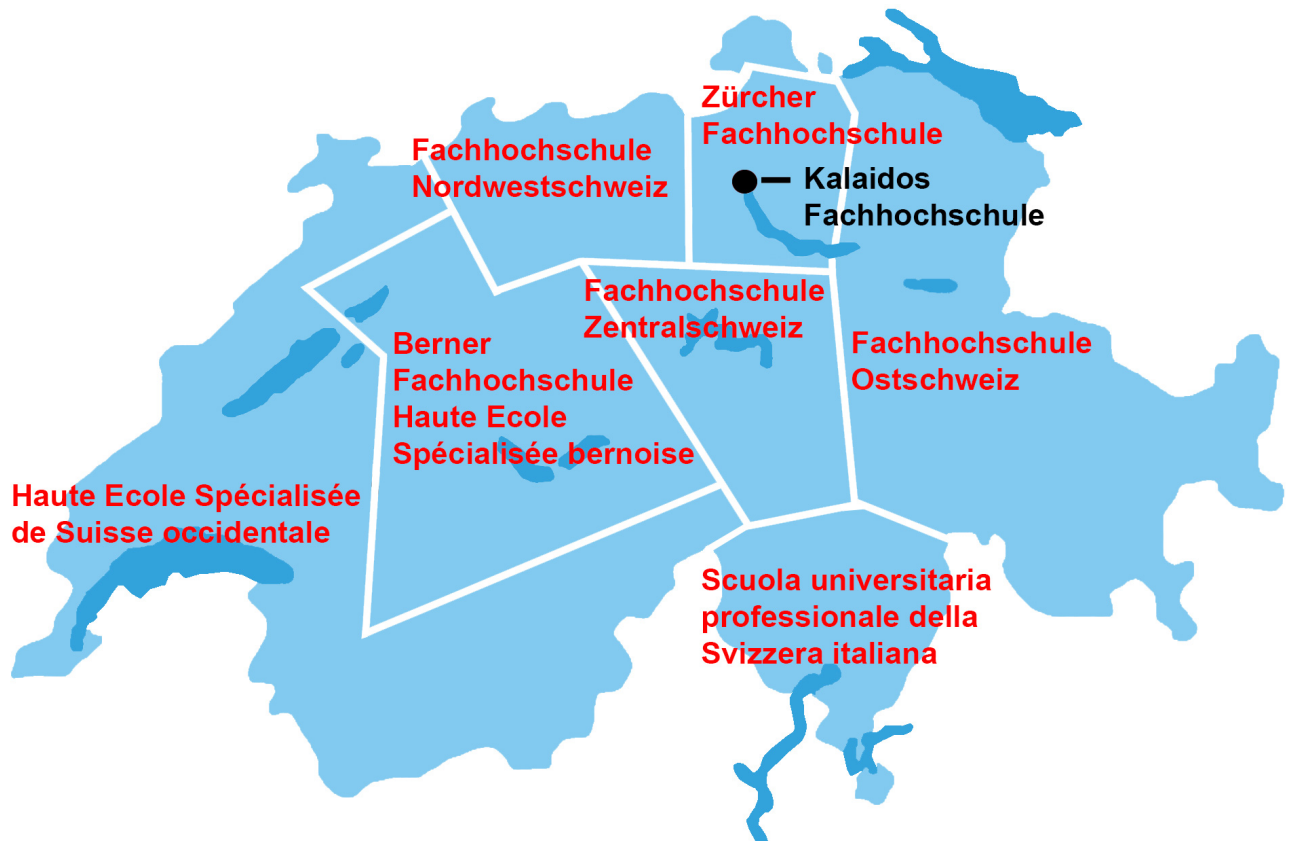 Zürcher
Fachhochschule
Fachhochschule
Nordwestschweiz
Kalaidos
Fachhochschule
Fachhochschule
Zentralschweiz
Berner
Fachhochschule
Haute Ecole
Spécialisée bernoise
Fachhochschule
Ostschweiz
Haute Ecole Spécialisée
de Suisse occidentale
Scuola universitaria
professionale della
Svizzera italiana